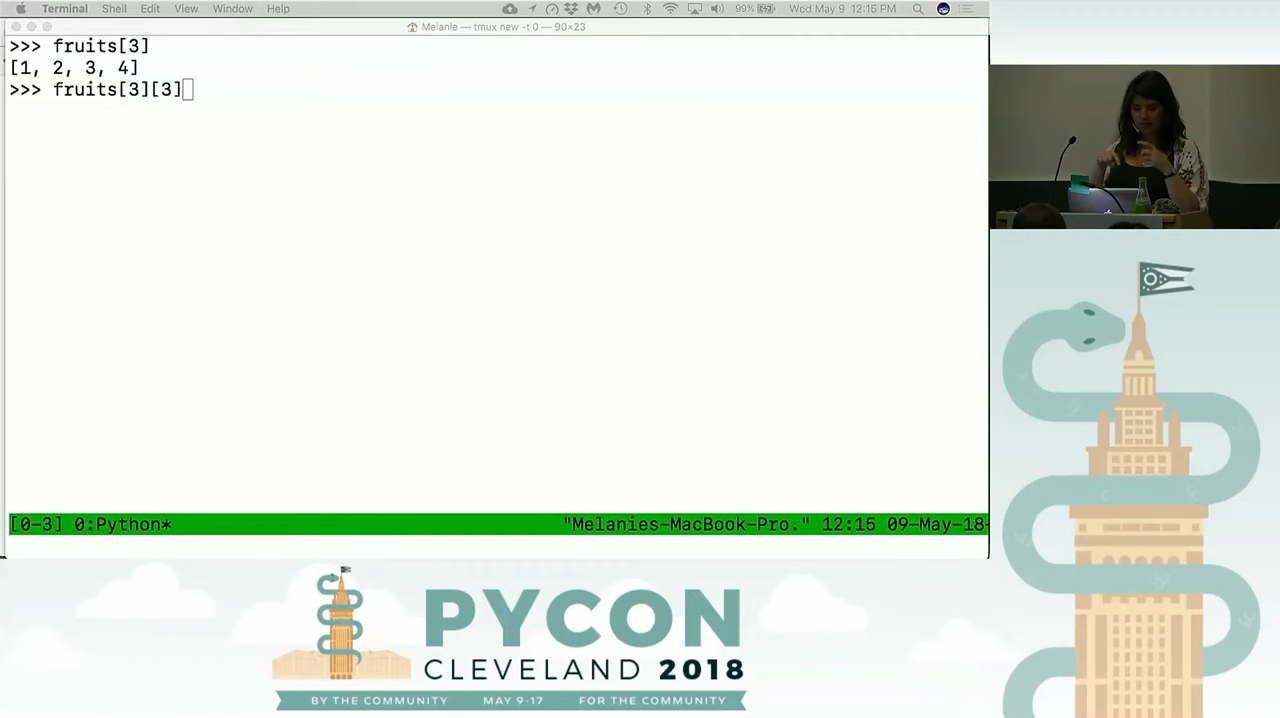 Terminal Shell Edit View Window Help 99% Wed May 9 12:15 PM
Melanie — tmux new -t 0 — 90×23
>>> fruits[3]
[1, 2, 3, 4]
>>> fruits[3][3]
[0-3] 0:Python* "Melanies-MacBook-Pro." 12:15 09-May-18
PYCON
CLEVELAND 2018
BY THE COMMUNITY MAY 9-17 FOR THE COMMUNITY